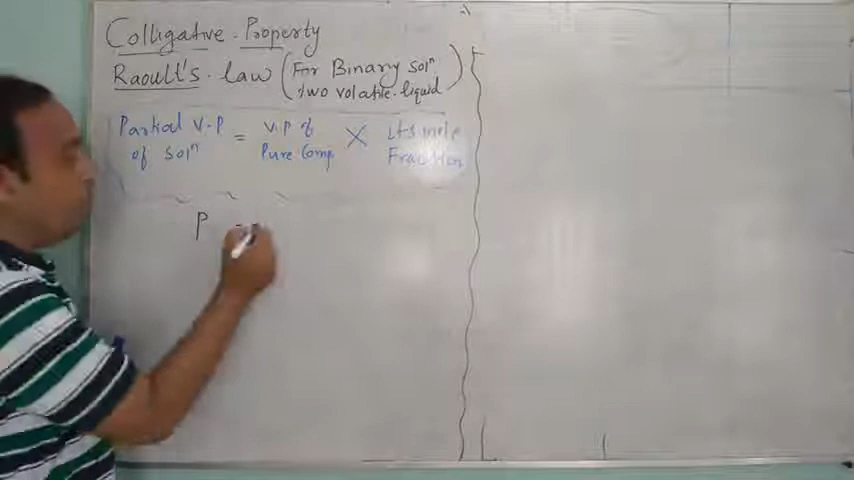 Colligative Property
Raoult's law (For Binary solⁿ
two volatile liquid)
Partial V.P = V.P of × Its mole
of solⁿ Pure Comp. Fraction
P =